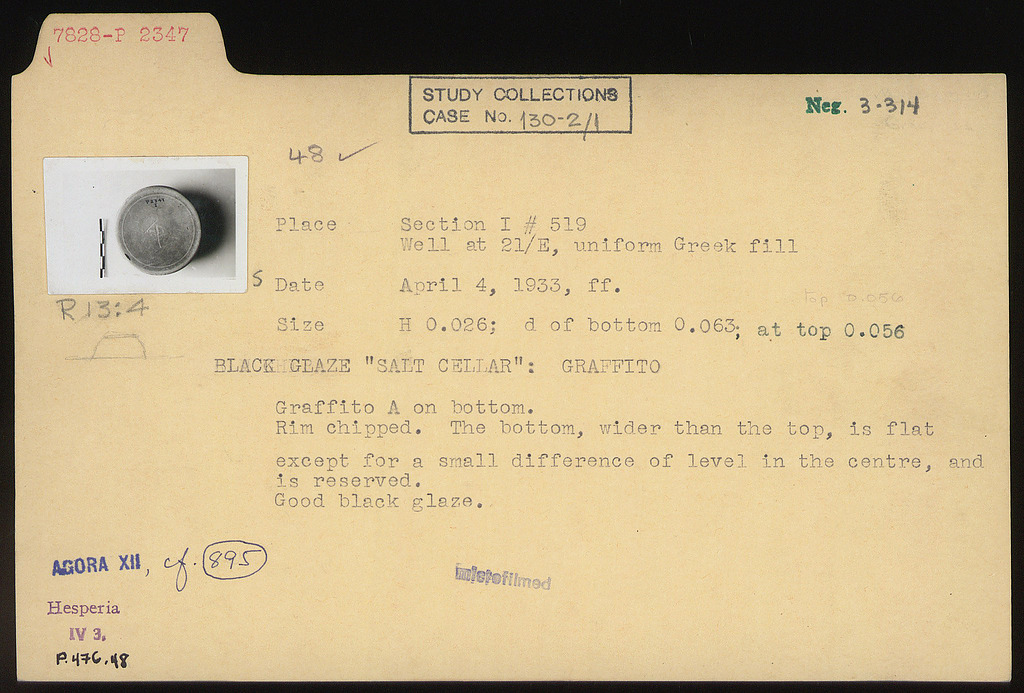 7828-P 2347
STUDY COLLECTIONS
CASE No. 130-2/1
Neg. 3-314
48 ✓
Place Section I # 519
Well at 21/E, uniform Greek fill
S Date April 4, 1933, ff.
R 13:4
Top 0.056
Size H 0.026; d of bottom 0.063; at top 0.056
BLACK GLAZE "SALT CELLAR": GRAFFITO
Graffito A on bottom.
Rim chipped. The bottom, wider than the top, is flat
except for a small difference of level in the centre, and
is reserved.
Good black glaze.
AGORA XII, cf. 895
microfilmed
Hesperia
IV 3,
P. 476.48